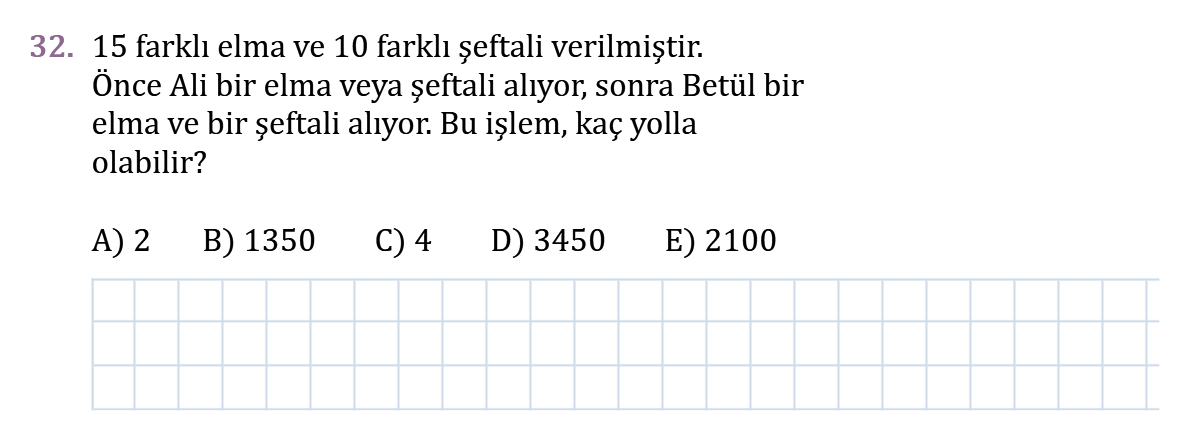 32. 15 farklı elma ve 10 farklı şeftali verilmiştir.
Önce Ali bir elma veya şeftali alıyor, sonra Betül bir
elma ve bir şeftali alıyor. Bu işlem, kaç yolla
olabilir?
A) 2 B) 1350 C) 4 D) 3450 E) 2100